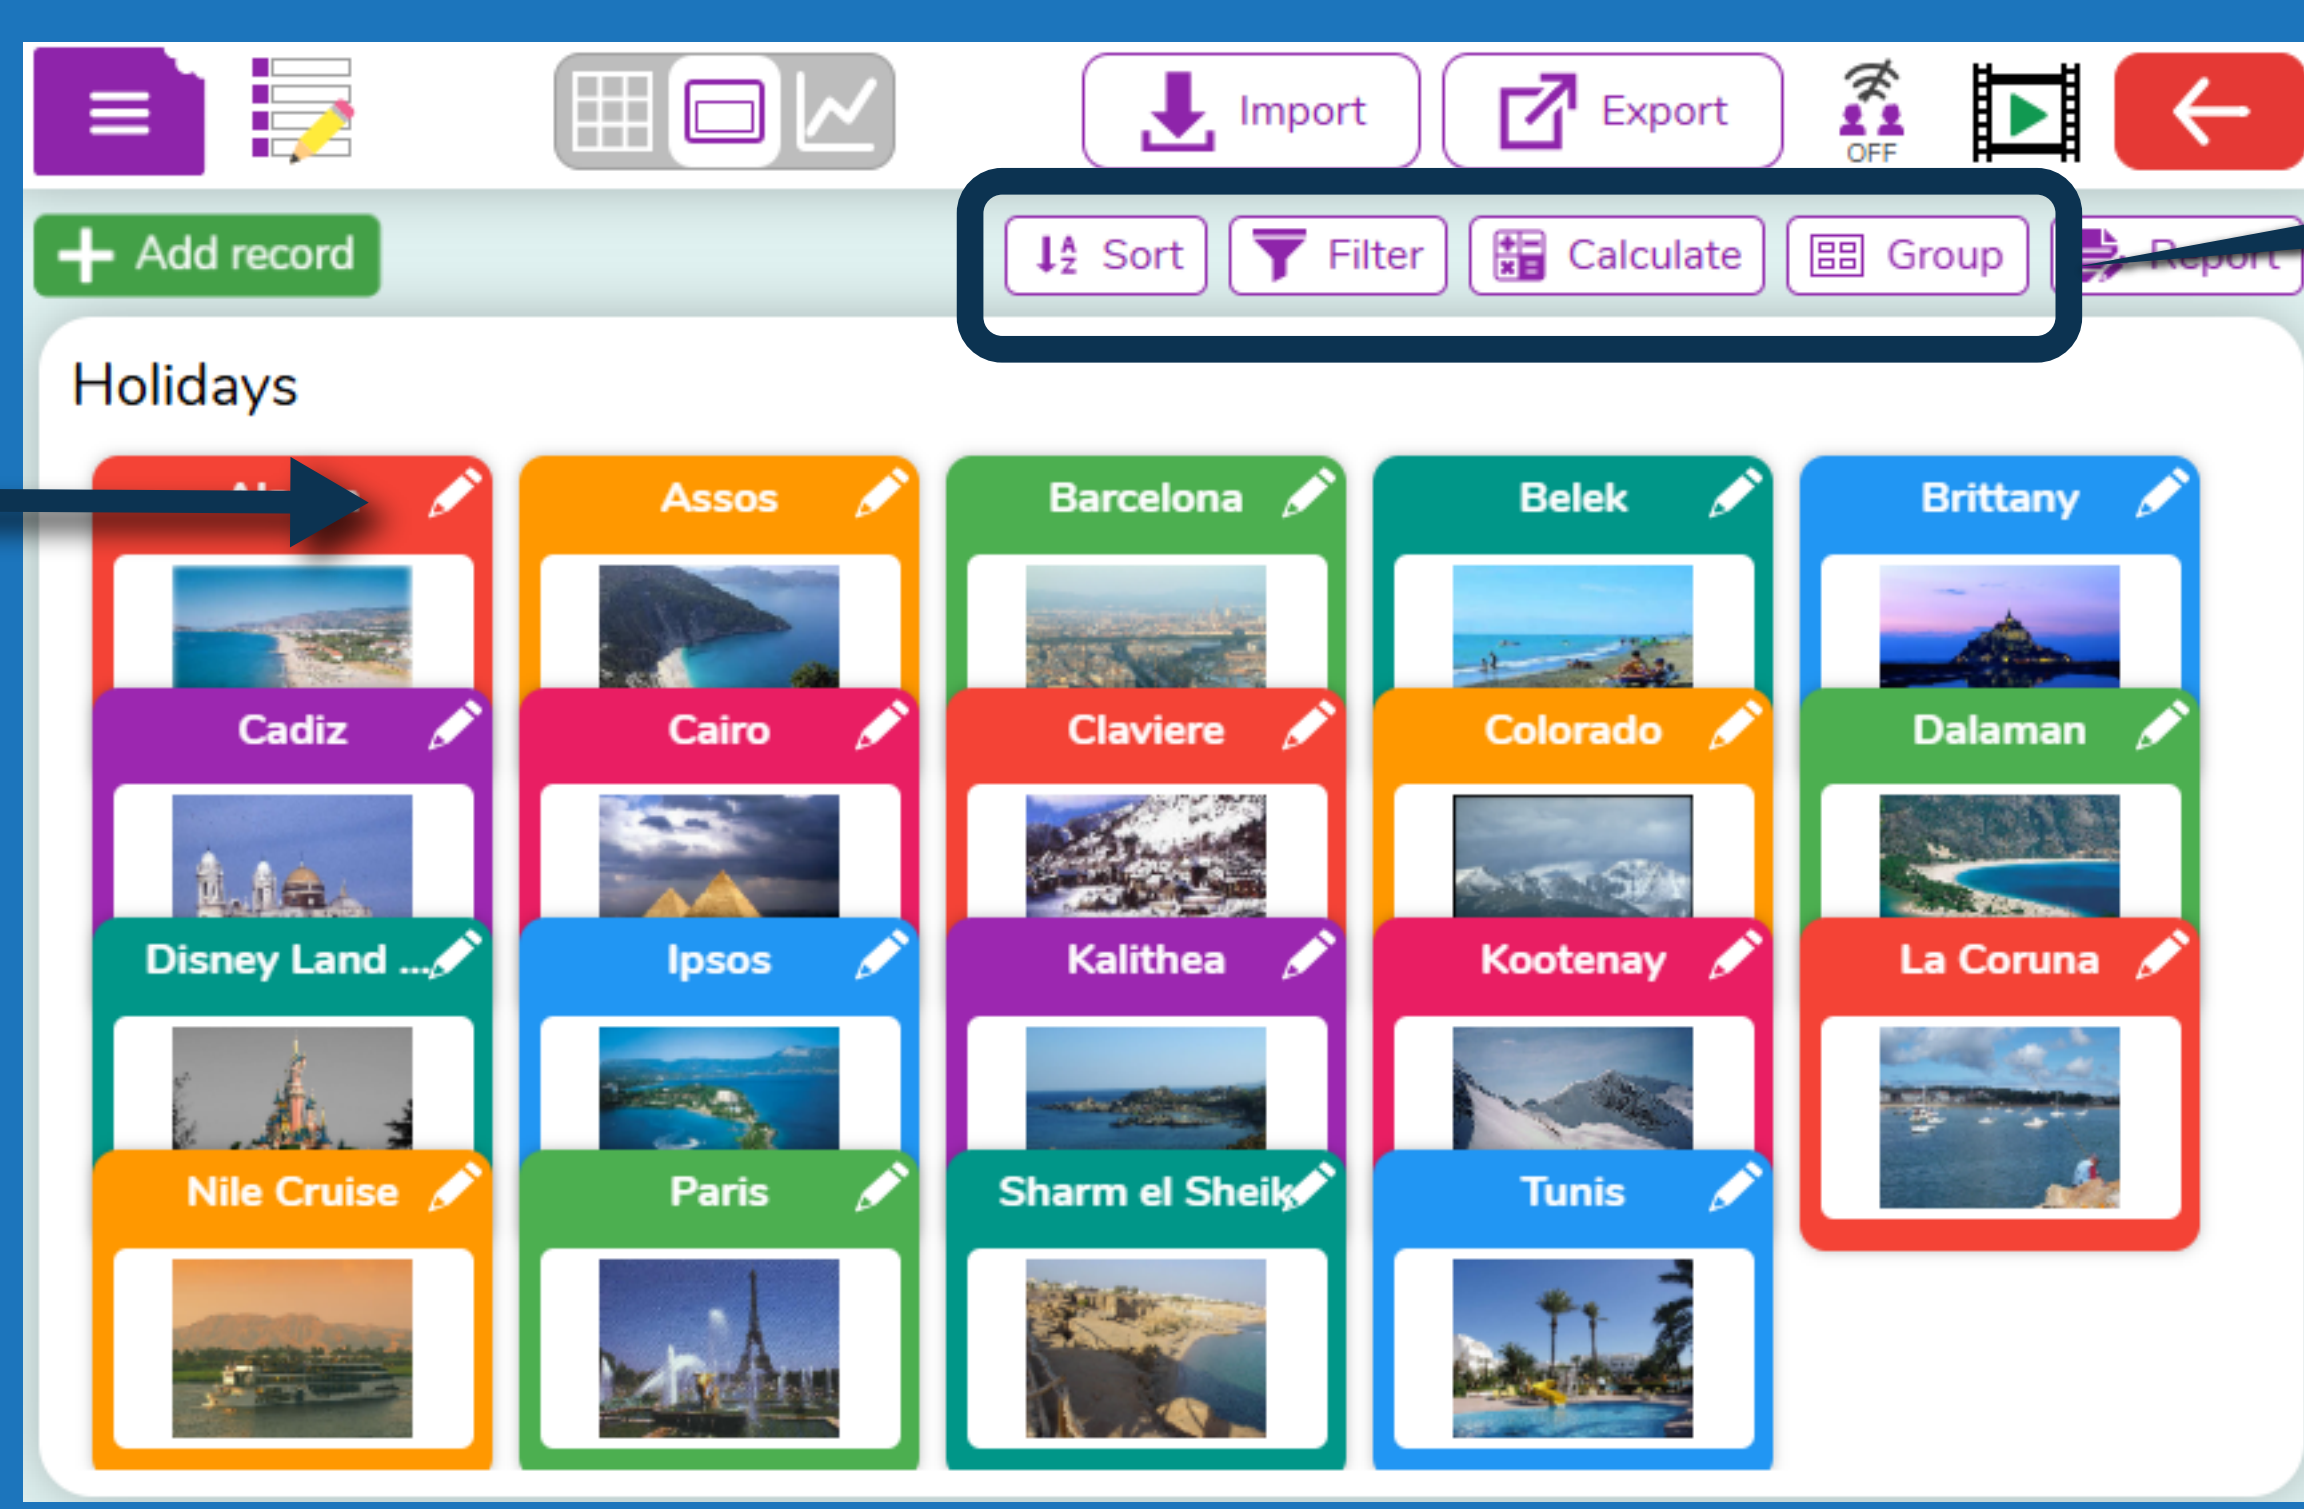 Import
Export
OFF
Add record
Sort
Filter
Calculate
Group
Report
Holidays
Assos
Barcelona
Belek
Brittany
Cadiz
Cairo
Claviere
Colorado
Dalaman
Disney Land ...
Ipsos
Kalithea
Kootenay
La Coruna
Nile Cruise
Paris
Sharm el Sheik
Tunis